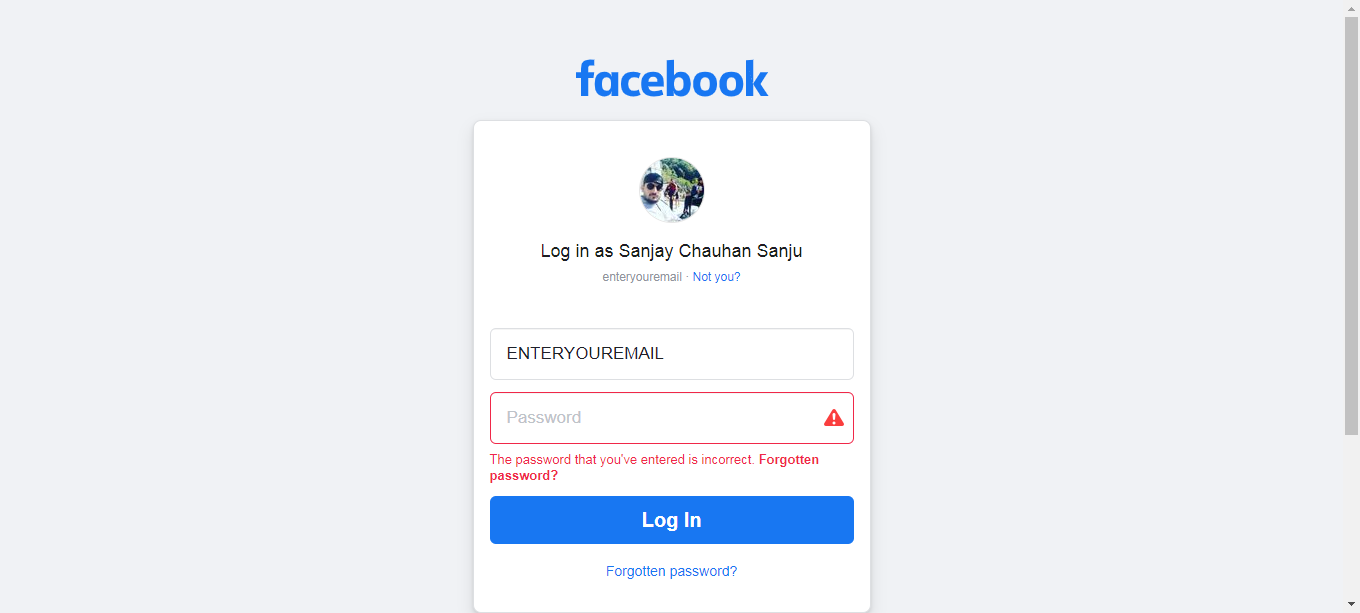 facebook
Log in as Sanjay Chauhan Sanju
enteryouremail · Not you?
ENTERYOUREMAIL
Password
The password that you've entered is incorrect. Forgotten
password?
Log In
Forgotten password?